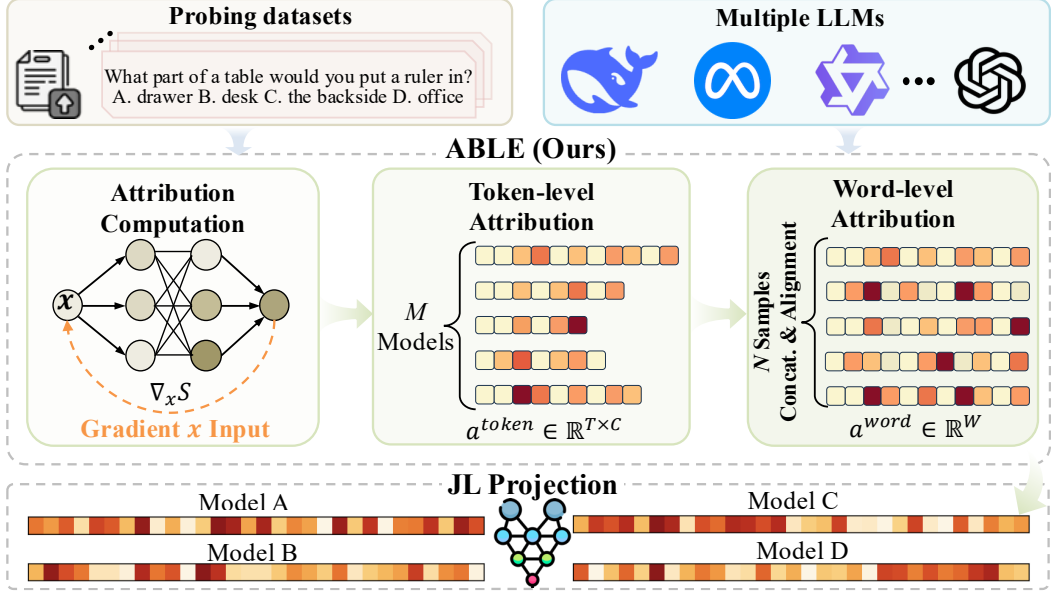 Probing datasets
What part of a table would you put a ruler in?
A. drawer B. desk C. the backside D. office
Multiple LLMs
ABLE (Ours)
Attribution
Computation
x
∇ₓS
Gradient x Input
Token-level
Attribution
M
Models
a^{token} ∈ ℝ^{T×C}
Word-level
Attribution
N Samples
Concat. & Alignment
a^{word} ∈ ℝ^W
JL Projection
Model A
Model B
Model C
Model D